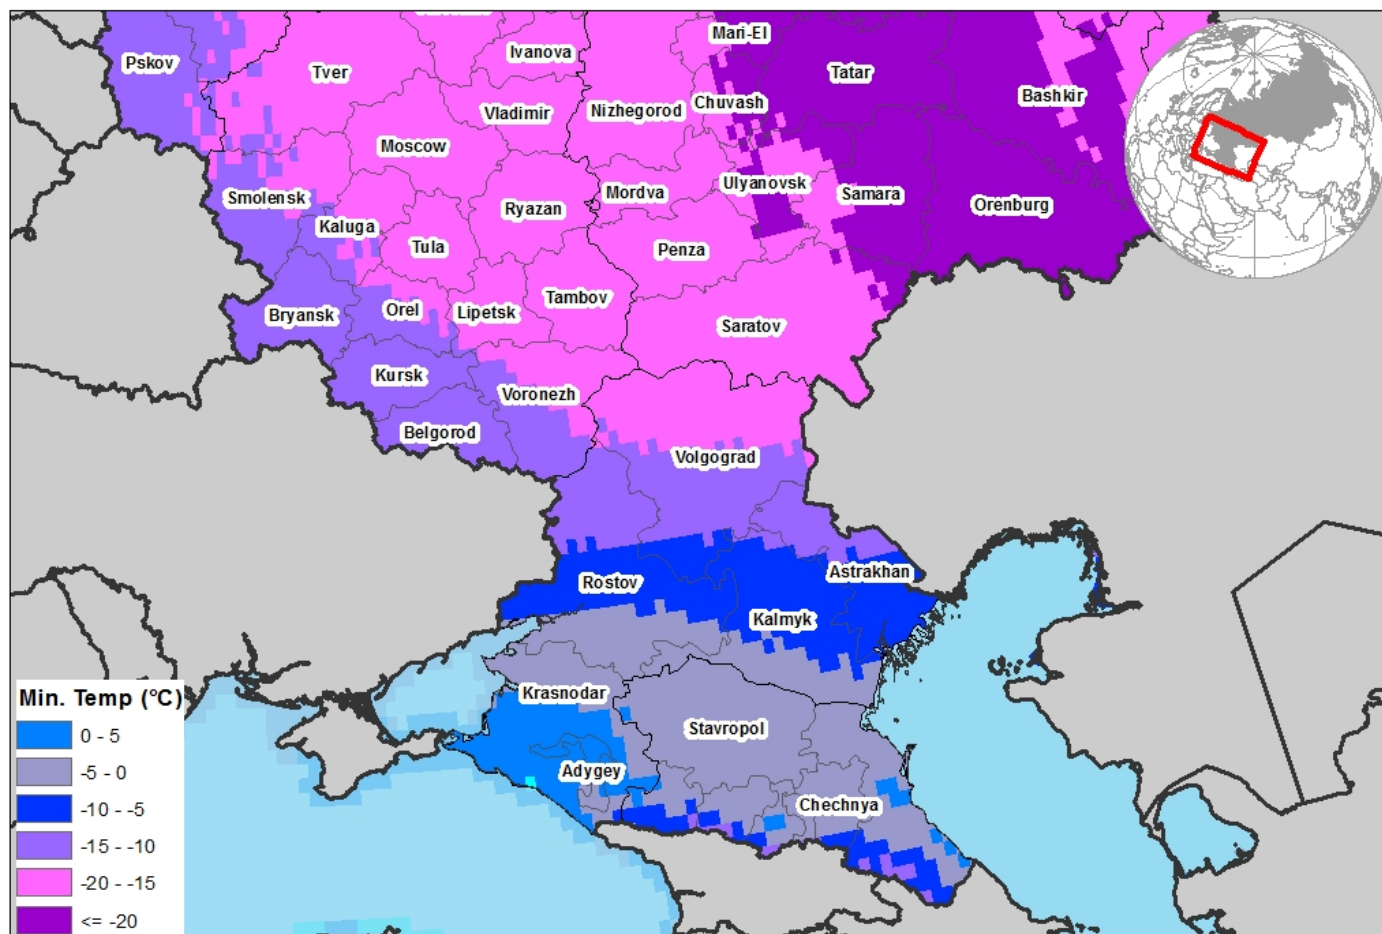 Mari-El
Ivanova
Pskov
Tver
Tatar
Bashkir
Chuvash
Vladimir
Nizhegorod
Moscow
Ulyanovsk
Mordva
Samara
Smolensk
Orenburg
Ryazan
Kaluga
Tula
Penza
Tambov
Orel
Lipetsk
Bryansk
Saratov
Kursk
Voronezh
Belgorod
Volgograd
Astrakhan
Rostov
Kalmyk
Krasnodar
Stavropol
Adygey
Chechnya
Min. Temp (°C)
0 - 5
-5 - 0
-10 - -5
-15 - -10
-20 - -15
<= -20